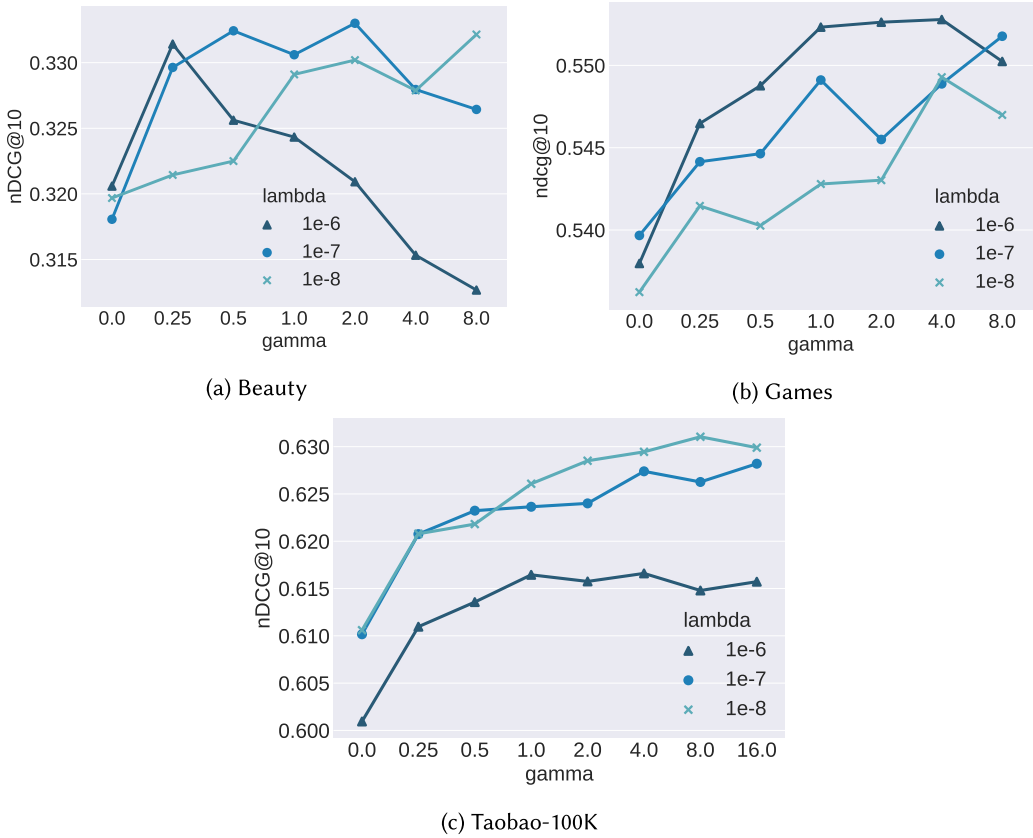 nDCG@10
0.330
0.325
0.320
0.315
lambda
1e-6
1e-7
1e-8
0.0 0.25 0.5 1.0 2.0 4.0 8.0
gamma
(a) Beauty
ndcg@10
0.550
0.545
0.540
lambda
1e-6
1e-7
1e-8
0.0 0.25 0.5 1.0 2.0 4.0 8.0
gamma
(b) Games
nDCG@10
0.630
0.625
0.620
0.615
0.610
0.605
0.600
lambda
1e-6
1e-7
1e-8
0.0 0.25 0.5 1.0 2.0 4.0 8.0 16.0
gamma
(c) Taobao-100K